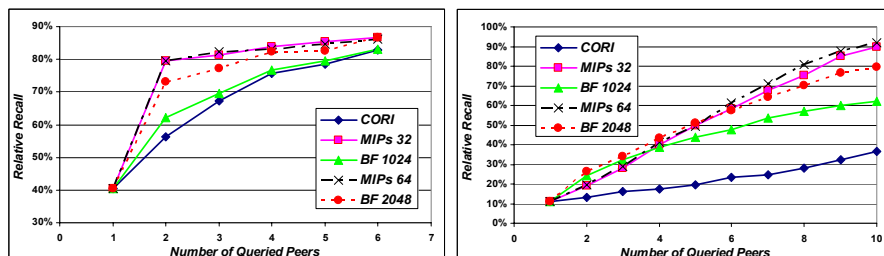 90%
80%
70%
60%
50%
40%
30%
Relative Recall
0 1 2 3 4 5 6 7
Number of Queried Peers
CORI
MIPs 32
BF 1024
MIPs 64
BF 2048
100%
90%
80%
70%
60%
50%
40%
30%
20%
10%
0%
Relative Recall
0 2 4 6 8 10
Number of Queried Peers
CORI
MIPs 32
BF 1024
MIPs 64
BF 2048